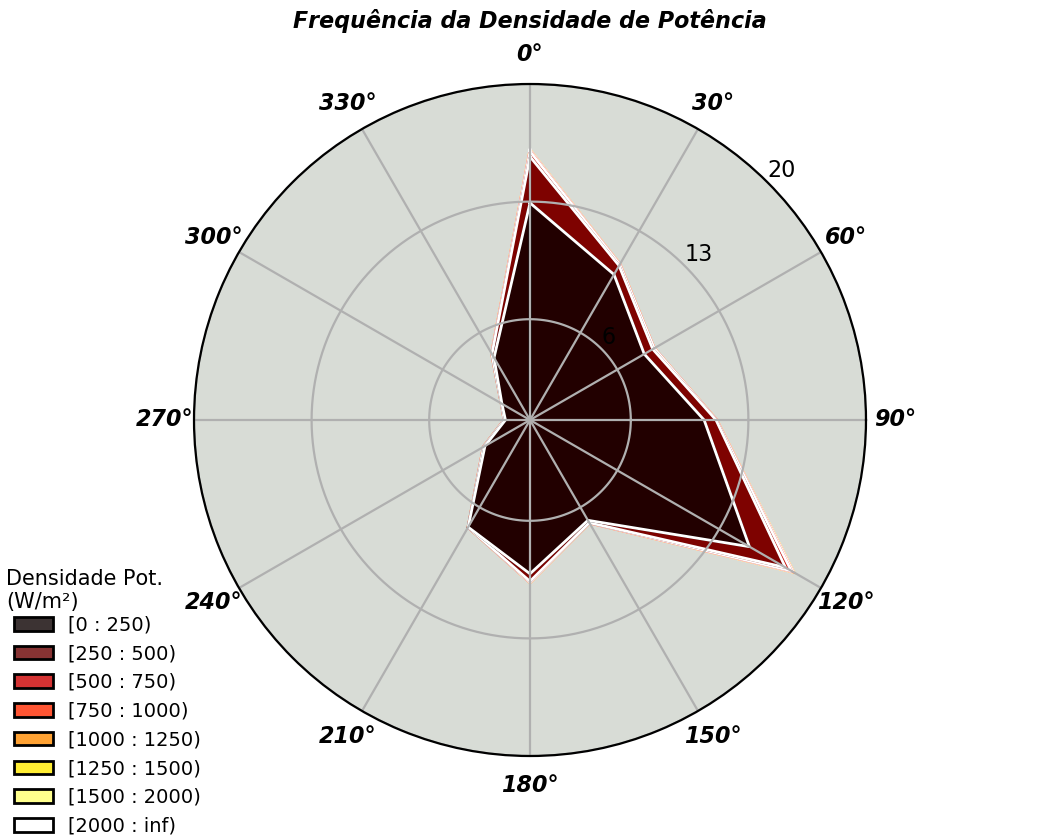 Frequência da Densidade de Potência
0°
330°
30°
20
300°
60°
13
6
270°
90°
240°
120°
210°
150°
180°
Densidade Pot.
(W/m²)
[0 : 250)
[250 : 500)
[500 : 750)
[750 : 1000)
[1000 : 1250)
[1250 : 1500)
[1500 : 2000)
[2000 : inf)